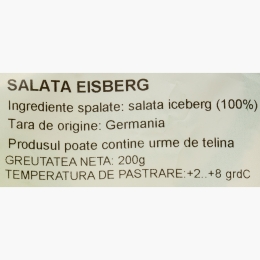 SALATA EISBERG
Ingrediente spalate: salata iceberg (100%)
Tara de origine: Germania
Produsul poate contine urme de telina
GREUTATEA NETA: 200g
TEMPERATURA DE PASTRARE:+2..+8 grdC